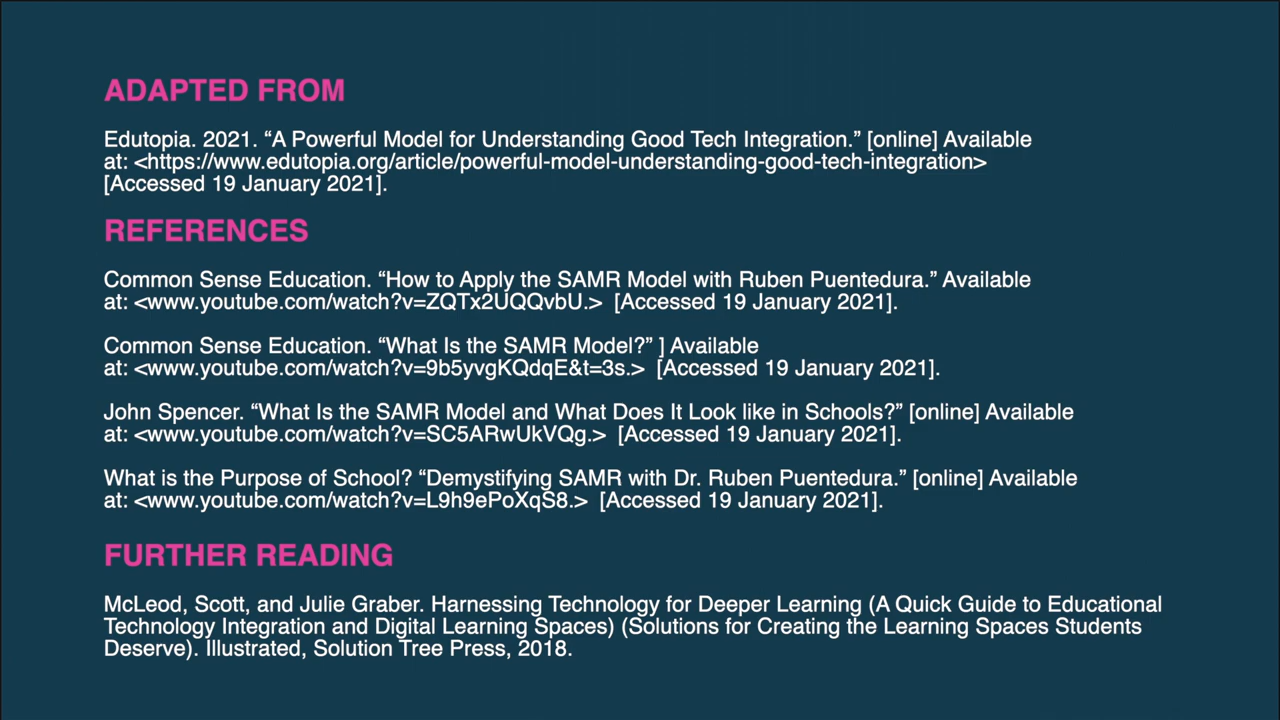 ADAPTED FROM
Edutopia. 2021. “A Powerful Model for Understanding Good Tech Integration.” [online] Available
at: <https://www.edutopia.org/article/powerful-model-understanding-good-tech-integration>
[Accessed 19 January 2021].
REFERENCES
Common Sense Education. “How to Apply the SAMR Model with Ruben Puentedura.” Available
at: <www.youtube.com/watch?v=ZQTx2UQQvbU.> [Accessed 19 January 2021].
Common Sense Education. “What Is the SAMR Model?” ] Available
at: <www.youtube.com/watch?v=9b5yvgKQdqE&t=3s.> [Accessed 19 January 2021].
John Spencer. “What Is the SAMR Model and What Does It Look like in Schools?” [online] Available
at: <www.youtube.com/watch?v=SC5ARwUkVQg.> [Accessed 19 January 2021].
What is the Purpose of School? “Demystifying SAMR with Dr. Ruben Puentedura.” [online] Available
at: <www.youtube.com/watch?v=L9h9ePoXqS8.> [Accessed 19 January 2021].
FURTHER READING
McLeod, Scott, and Julie Graber. Harnessing Technology for Deeper Learning (A Quick Guide to Educational
Technology Integration and Digital Learning Spaces) (Solutions for Creating the Learning Spaces Students
Deserve). Illustrated, Solution Tree Press, 2018.